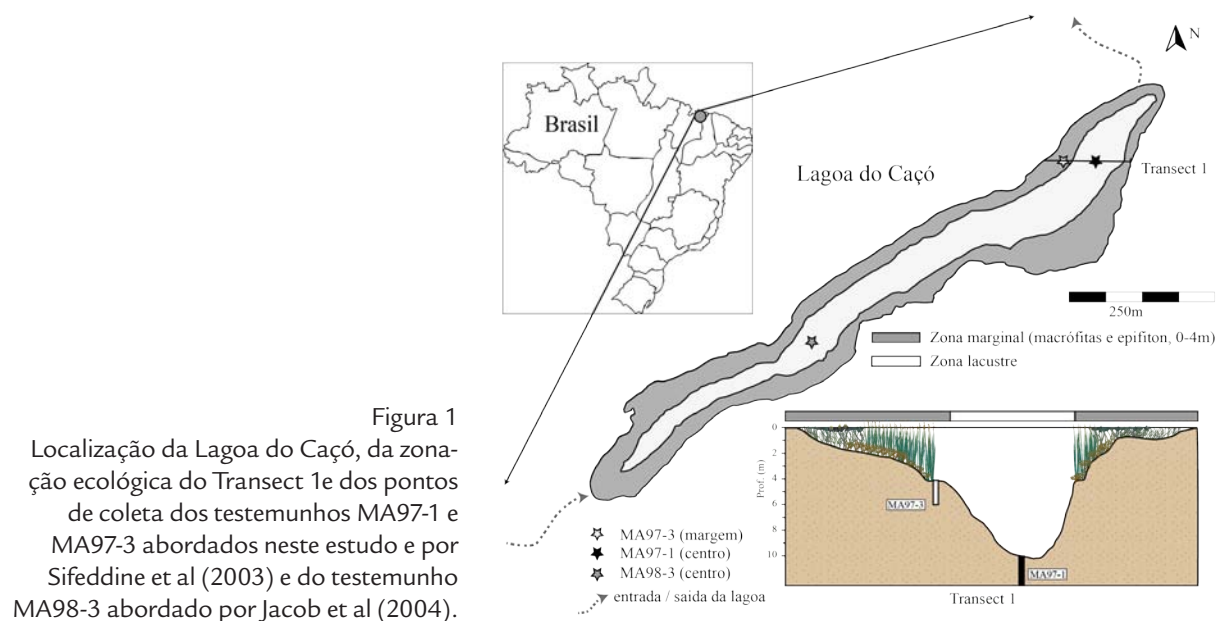 N
Brasil
Lagoa do Caçó
Transect 1
250m
Zona marginal (macrófitas e epifiton, 0-4m)
Zona lacustre
Figura 1
Localização da Lagoa do Caçó, da zona-
ção ecológica do Transect 1e dos pontos
de coleta dos testemunhos MA97-1 e
MA97-3 abordados neste estudo e por
Sifeddine et al (2003) e do testemunho
MA98-3 abordado por Jacob et al (2004).
MA97-3 (margem)
MA97-1 (centro)
MA98-3 (centro)
entrada / saida da lagoa
Prof. (m)
0
2
4
6
8
10
MA97-3
MA97-1
Transect 1